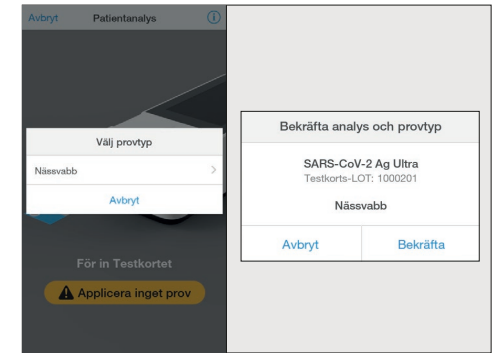 Avbryt Patientanalys i
Välj provtyp
Nässvabb
Avbryt
För in Testkortet
Applicera inget prov
Bekräfta analys och provtyp
SARS-CoV-2 Ag Ultra
Testkorts-LOT: 1000201
Nässvabb
Avbryt Bekräfta